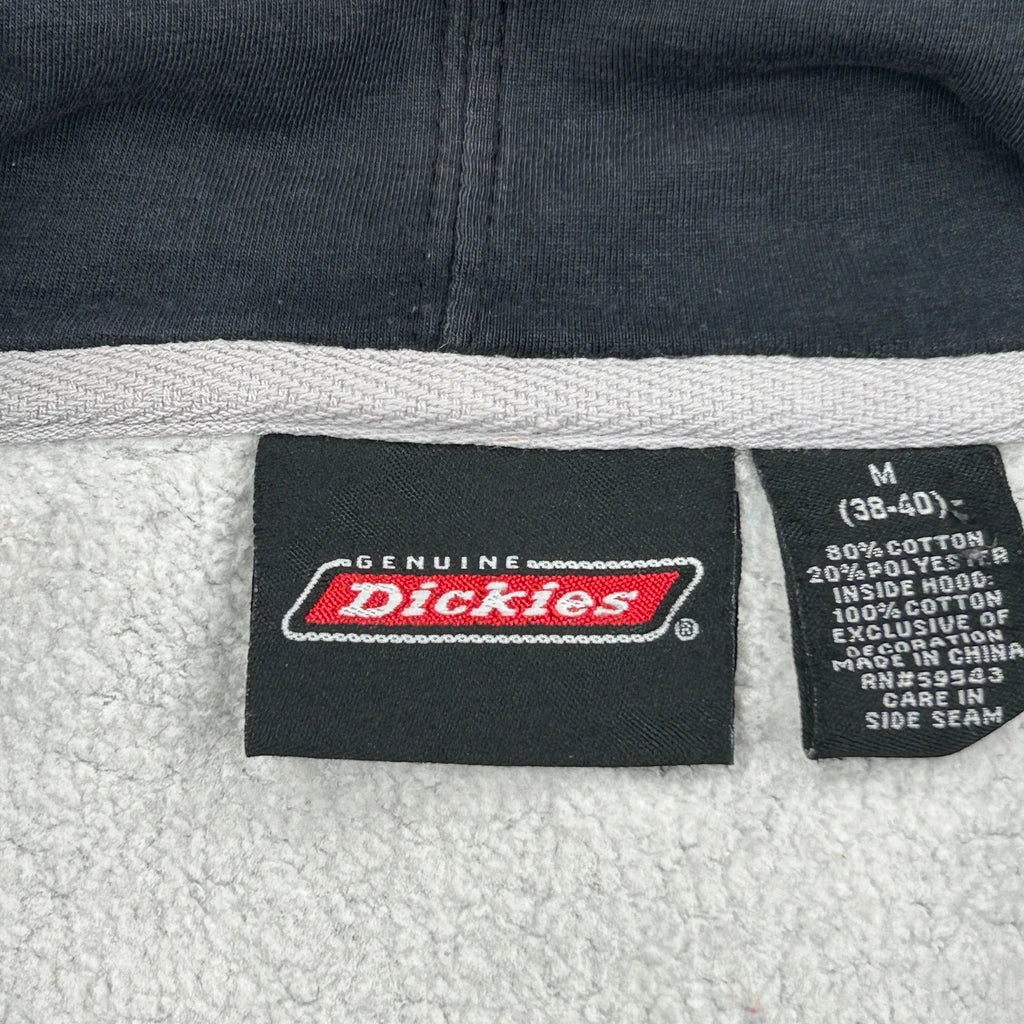 GENUINE
Dickies
®
M
(38-40)
80% COTTON
20% POLYESTER
INSIDE HOOD:
100% COTTON
EXCLUSIVE OF
DECORATION
MADE IN CHINA
RN#59543
CARE IN
SIDE SEAM